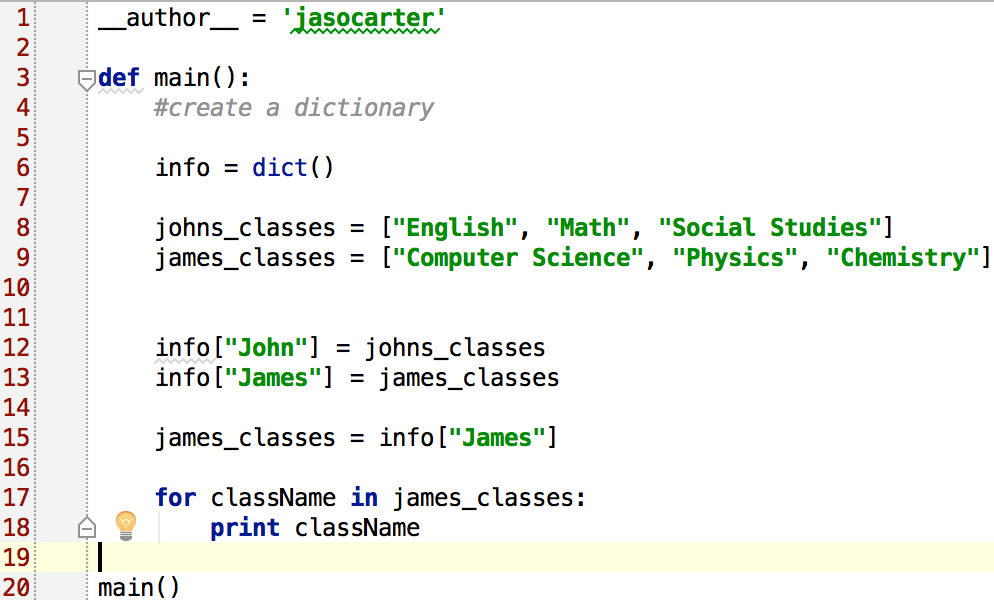 1 __author__ = 'jasocarter'
2
3 def main():
4 #create a dictionary
5
6 info = dict()
7
8 johns_classes = ["English", "Math", "Social Studies"]
9 james_classes = ["Computer Science", "Physics", "Chemistry"]
10
11
12 info["John"] = johns_classes
13 info["James"] = james_classes
14
15 james_classes = info["James"]
16
17 for className in james_classes:
18 print className
19
20 main()